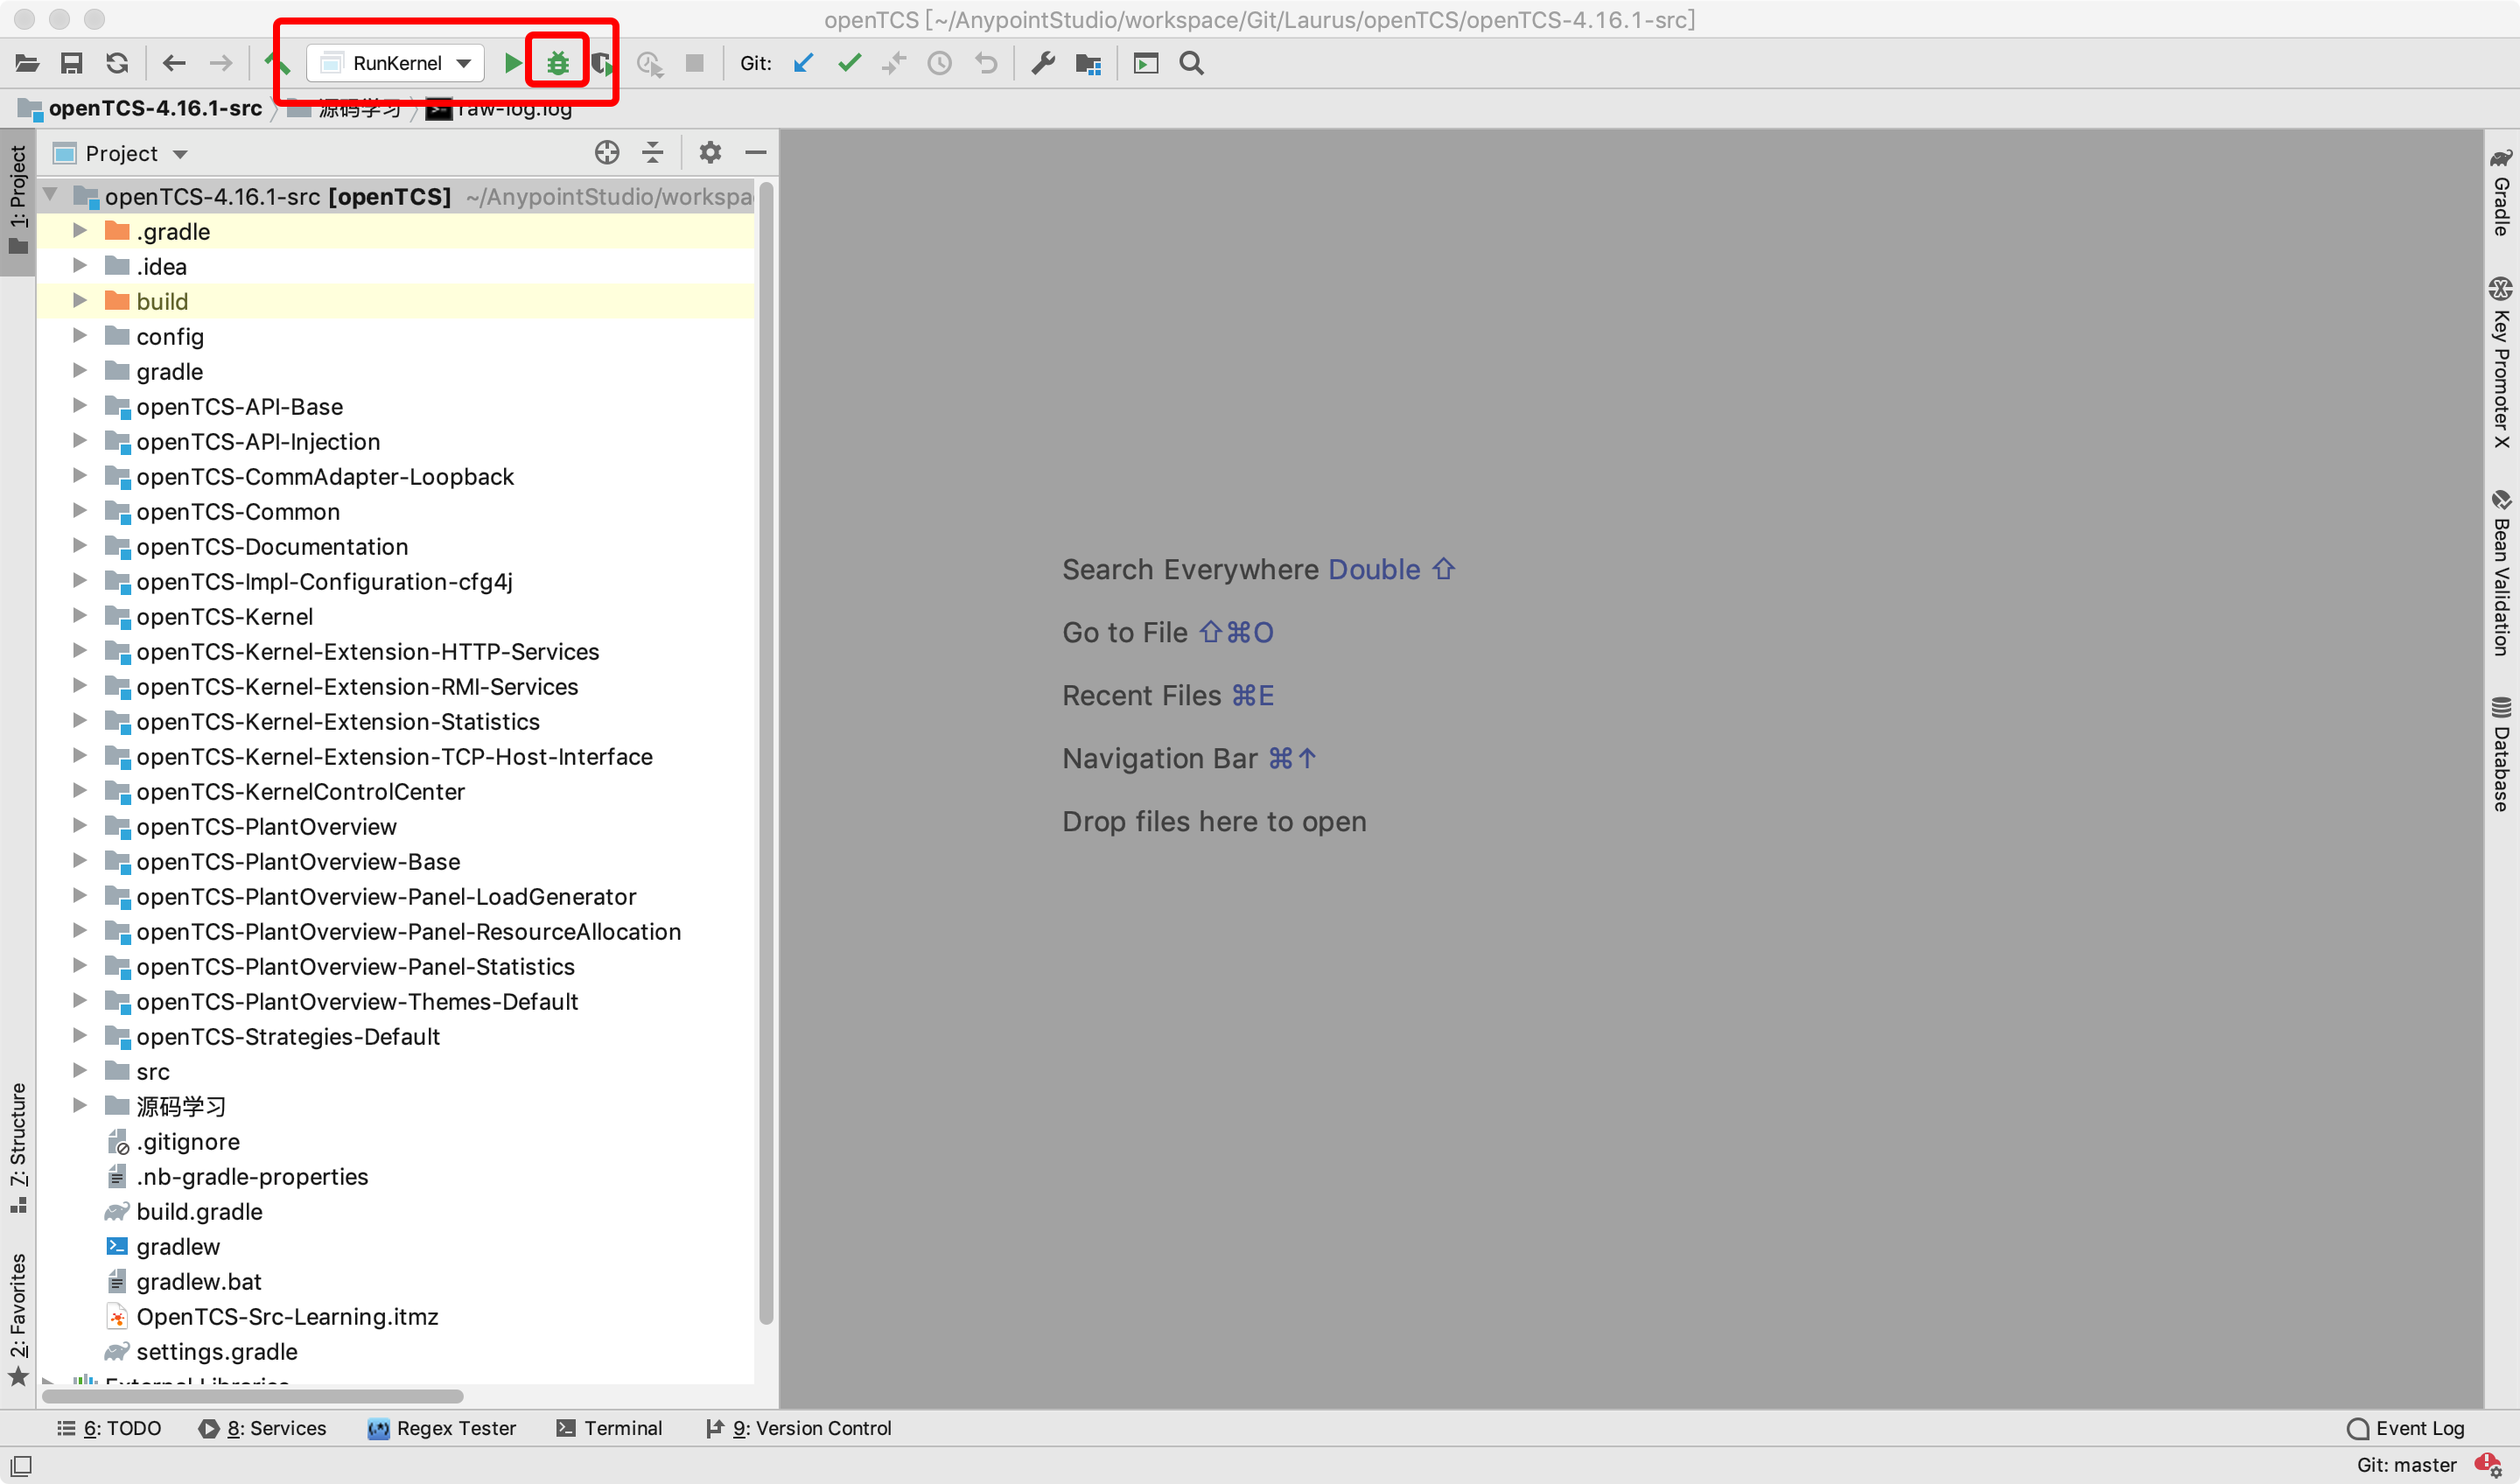 openTCS [~/AnypointStudio/workspace/Git/Laurus/openTCS/openTCS-4.16.1-src]
RunKernel
Git:
openTCS-4.16.1-src
源码学习
raw-log.log
1: Project
Project
openTCS-4.16.1-src [openTCS] ~/AnypointStudio/workspa
.gradle
.idea
build
config
gradle
openTCS-API-Base
openTCS-API-Injection
openTCS-CommAdapter-Loopback
openTCS-Common
openTCS-Documentation
openTCS-Impl-Configuration-cfg4j
openTCS-Kernel
openTCS-Kernel-Extension-HTTP-Services
openTCS-Kernel-Extension-RMI-Services
openTCS-Kernel-Extension-Statistics
openTCS-Kernel-Extension-TCP-Host-Interface
openTCS-KernelControlCenter
openTCS-PlantOverview
openTCS-PlantOverview-Base
openTCS-PlantOverview-Panel-LoadGenerator
openTCS-PlantOverview-Panel-ResourceAllocation
openTCS-PlantOverview-Panel-Statistics
openTCS-PlantOverview-Themes-Default
openTCS-Strategies-Default
src
源码学习
.gitignore
.nb-gradle-properties
build.gradle
gradlew
gradlew.bat
OpenTCS-Src-Learning.itmz
settings.gradle
External Libraries
7: Structure
2: Favorites
Search Everywhere Double ⇧
Go to File ⇧⌘O
Recent Files ⌘E
Navigation Bar ⌘↑
Drop files here to open
Gradle
Key Promoter X
Bean Validation
Database
6: TODO
8: Services
Regex Tester
Terminal
9: Version Control
Event Log
Git: master